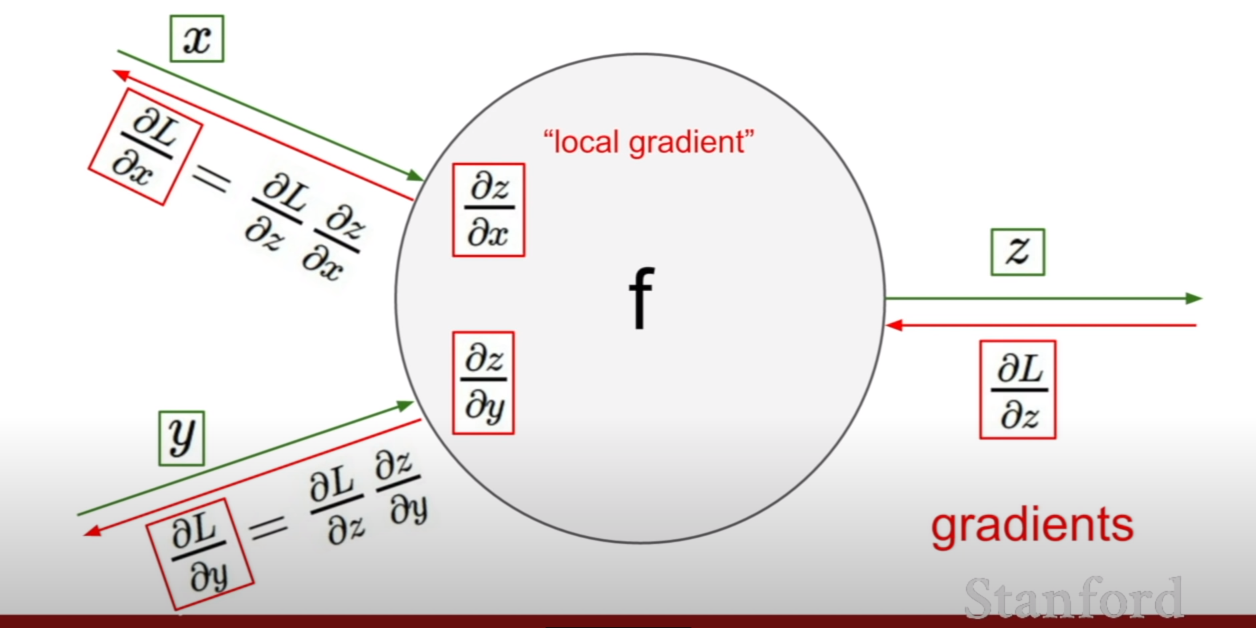 x
∂L/∂x = ∂L/∂z ∂z/∂x
“local gradient”
∂z/∂x
f
z
∂L/∂z
∂z/∂y
y
∂L/∂y = ∂L/∂z ∂z/∂y
gradients
Stanford